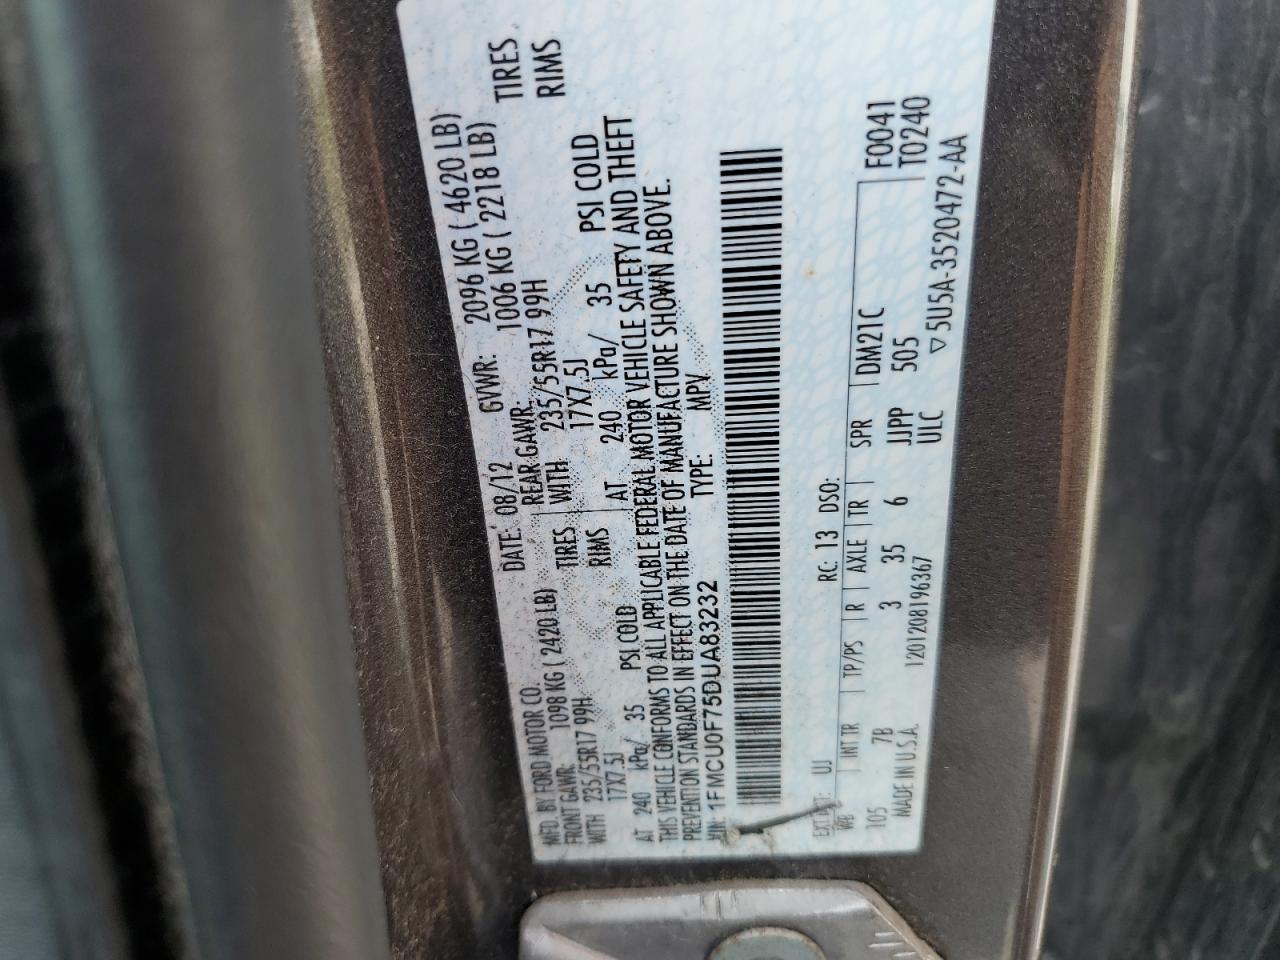 MFD. BY FORD MOTOR CO. DATE: 08/12 GVWR: 2096 KG ( 4620 LB)
FRONT GAWR: 1098 KG ( 2420 LB) REAR GAWR: 1006 KG ( 2218 LB)
WITH 235/55R17 99H TIRES WITH 235/55R17 99H TIRES
17X7.5J RIMS 17X7.5J RIMS
AT 240 kPa/ 35 PSI COLD AT 240 kPa/ 35 PSI COLD
THIS VEHICLE CONFORMS TO ALL APPLICABLE FEDERAL MOTOR VEHICLE SAFETY AND THEFT
PREVENTION STANDARDS IN EFFECT ON THE DATE OF MANUFACTURE SHOWN ABOVE.
VIN: 1FMCU0F75DUA83232 TYPE: MPV
EXT PNT: UJ RC: 13 DSO:
WB INT TR TP/PS R AXLE TR SPR DM21C F0041
105 7B 3 35 6 JJPP 505 T0240
MADE IN U.S.A. 1201208196367 ULC ▽5U5A-3520472-AA